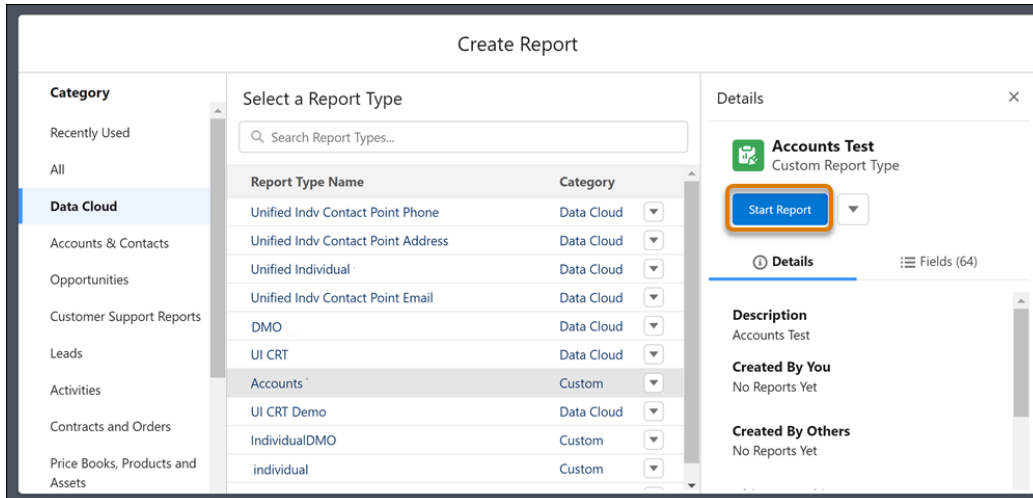 Create Report
Category
Recently Used
All
Data Cloud
Accounts & Contacts
Opportunities
Customer Support Reports
Leads
Activities
Contracts and Orders
Price Books, Products and
Assets
Select a Report Type
Search Report Types...
Report Type Name Category
Unified Indv Contact Point Phone Data Cloud
Unified Indv Contact Point Address Data Cloud
Unified Individual Data Cloud
Unified Indv Contact Point Email Data Cloud
DMO Data Cloud
UI CRT Data Cloud
Accounts Custom
UI CRT Demo Data Cloud
IndividualDMO Custom
individual Custom
Details
Accounts Test
Custom Report Type
Start Report
Details Fields (64)
Description
Accounts Test
Created By You
No Reports Yet
Created By Others
No Reports Yet